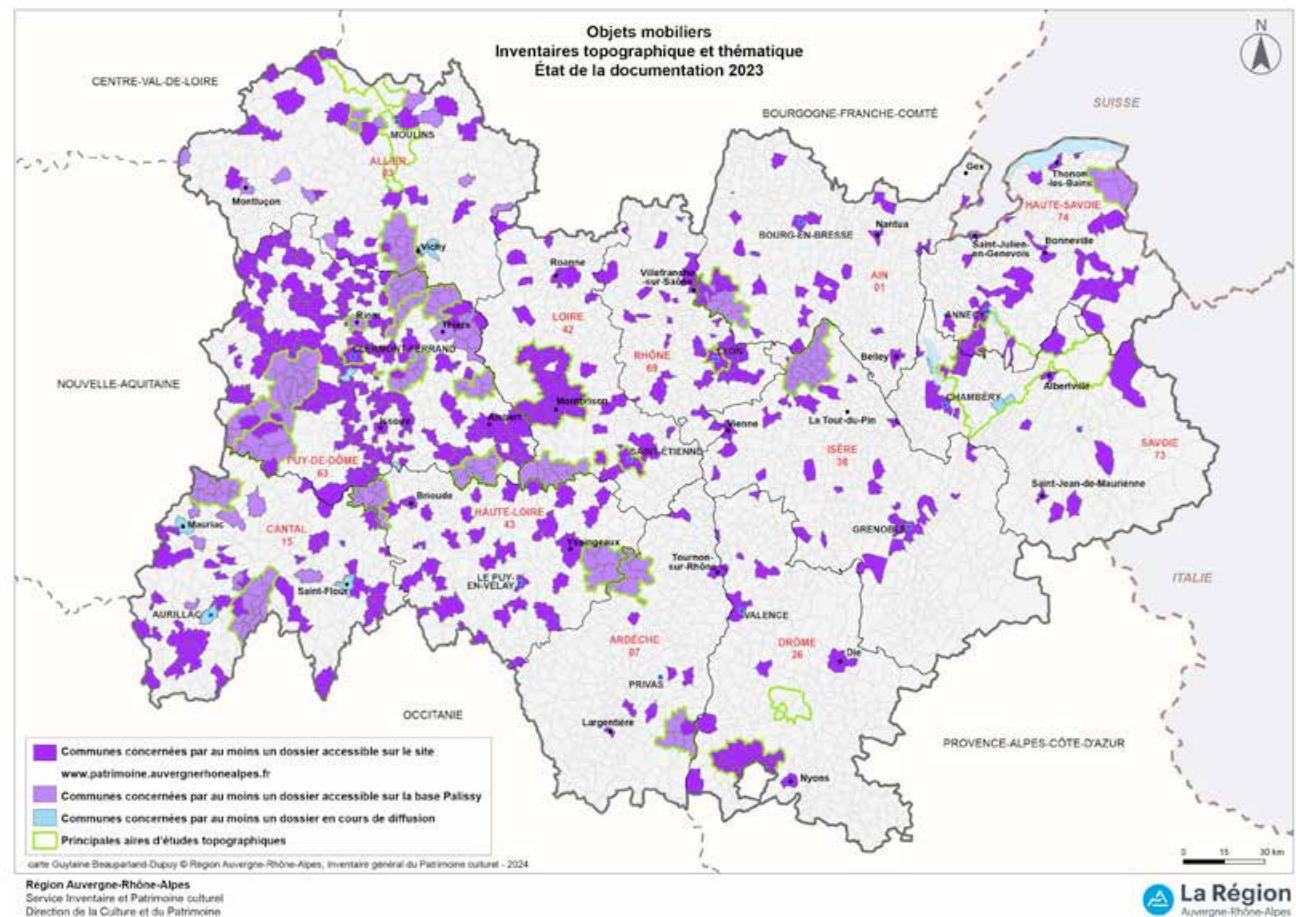 Objets mobiliers
Inventaires topographique et thématique
État de la documentation 2023
N
CENTRE-VAL-DE-LOIRE
BOURGOGNE-FRANCHE-COMTÉ
SUISSE
MOULINS
ALLIER
03
Montluçon
Vichy
Gex
Thonon
-les-Bains
HAUTE-SAVOIE
74
Nantua
BOURG-EN-BRESSE
Saint-Julien-
en-Genevois
Bonneville
Roanne
Villefranche
-sur-Saône
AIN
01
Riom
Thiers
CLERMONT-FERRAND
LOIRE
42
RHÔNE
69
LYON
ANNECY
Belley
Albertville
NOUVELLE-AQUITAINE
Montbrison
Ambert
Issoire
CHAMBÉRY
La Tour-du-Pin
Vienne
SAINT-ÉTIENNE
ISÈRE
38
SAVOIE
73
PUY-DE-DÔME
63
Saint-Jean-de-Maurienne
Brioude
HAUTE-LOIRE
43
Mauriac
CANTAL
15
GRENOBLE
Yssingeaux
Tournon-
sur-Rhône
LE PUY-
EN-VELAY
Saint-Flour
ITALIE
AURILLAC
VALENCE
ARDÈCHE
07
DRÔME
26
Die
PRIVAS
OCCITANIE
Largentière
PROVENCE-ALPES-CÔTE-D'AZUR
Nyons
Communes concernées par au moins un dossier accessible sur le site
www.patrimoine.auvergnerhonealpes.fr
Communes concernées par au moins un dossier accessible sur la base Palissy
Communes concernées par au moins un dossier en cours de diffusion
Principales aires d'études topographiques
carte Guylaine Beauparland-Dupuy © Région Auvergne-Rhône-Alpes, Inventaire général du Patrimoine culturel - 2024
0 15 30 km
Région Auvergne-Rhône-Alpes
Service Inventaire et Patrimoine culturel
Direction de la Culture et du Patrimoine
La Région
Auvergne-Rhône-Alpes